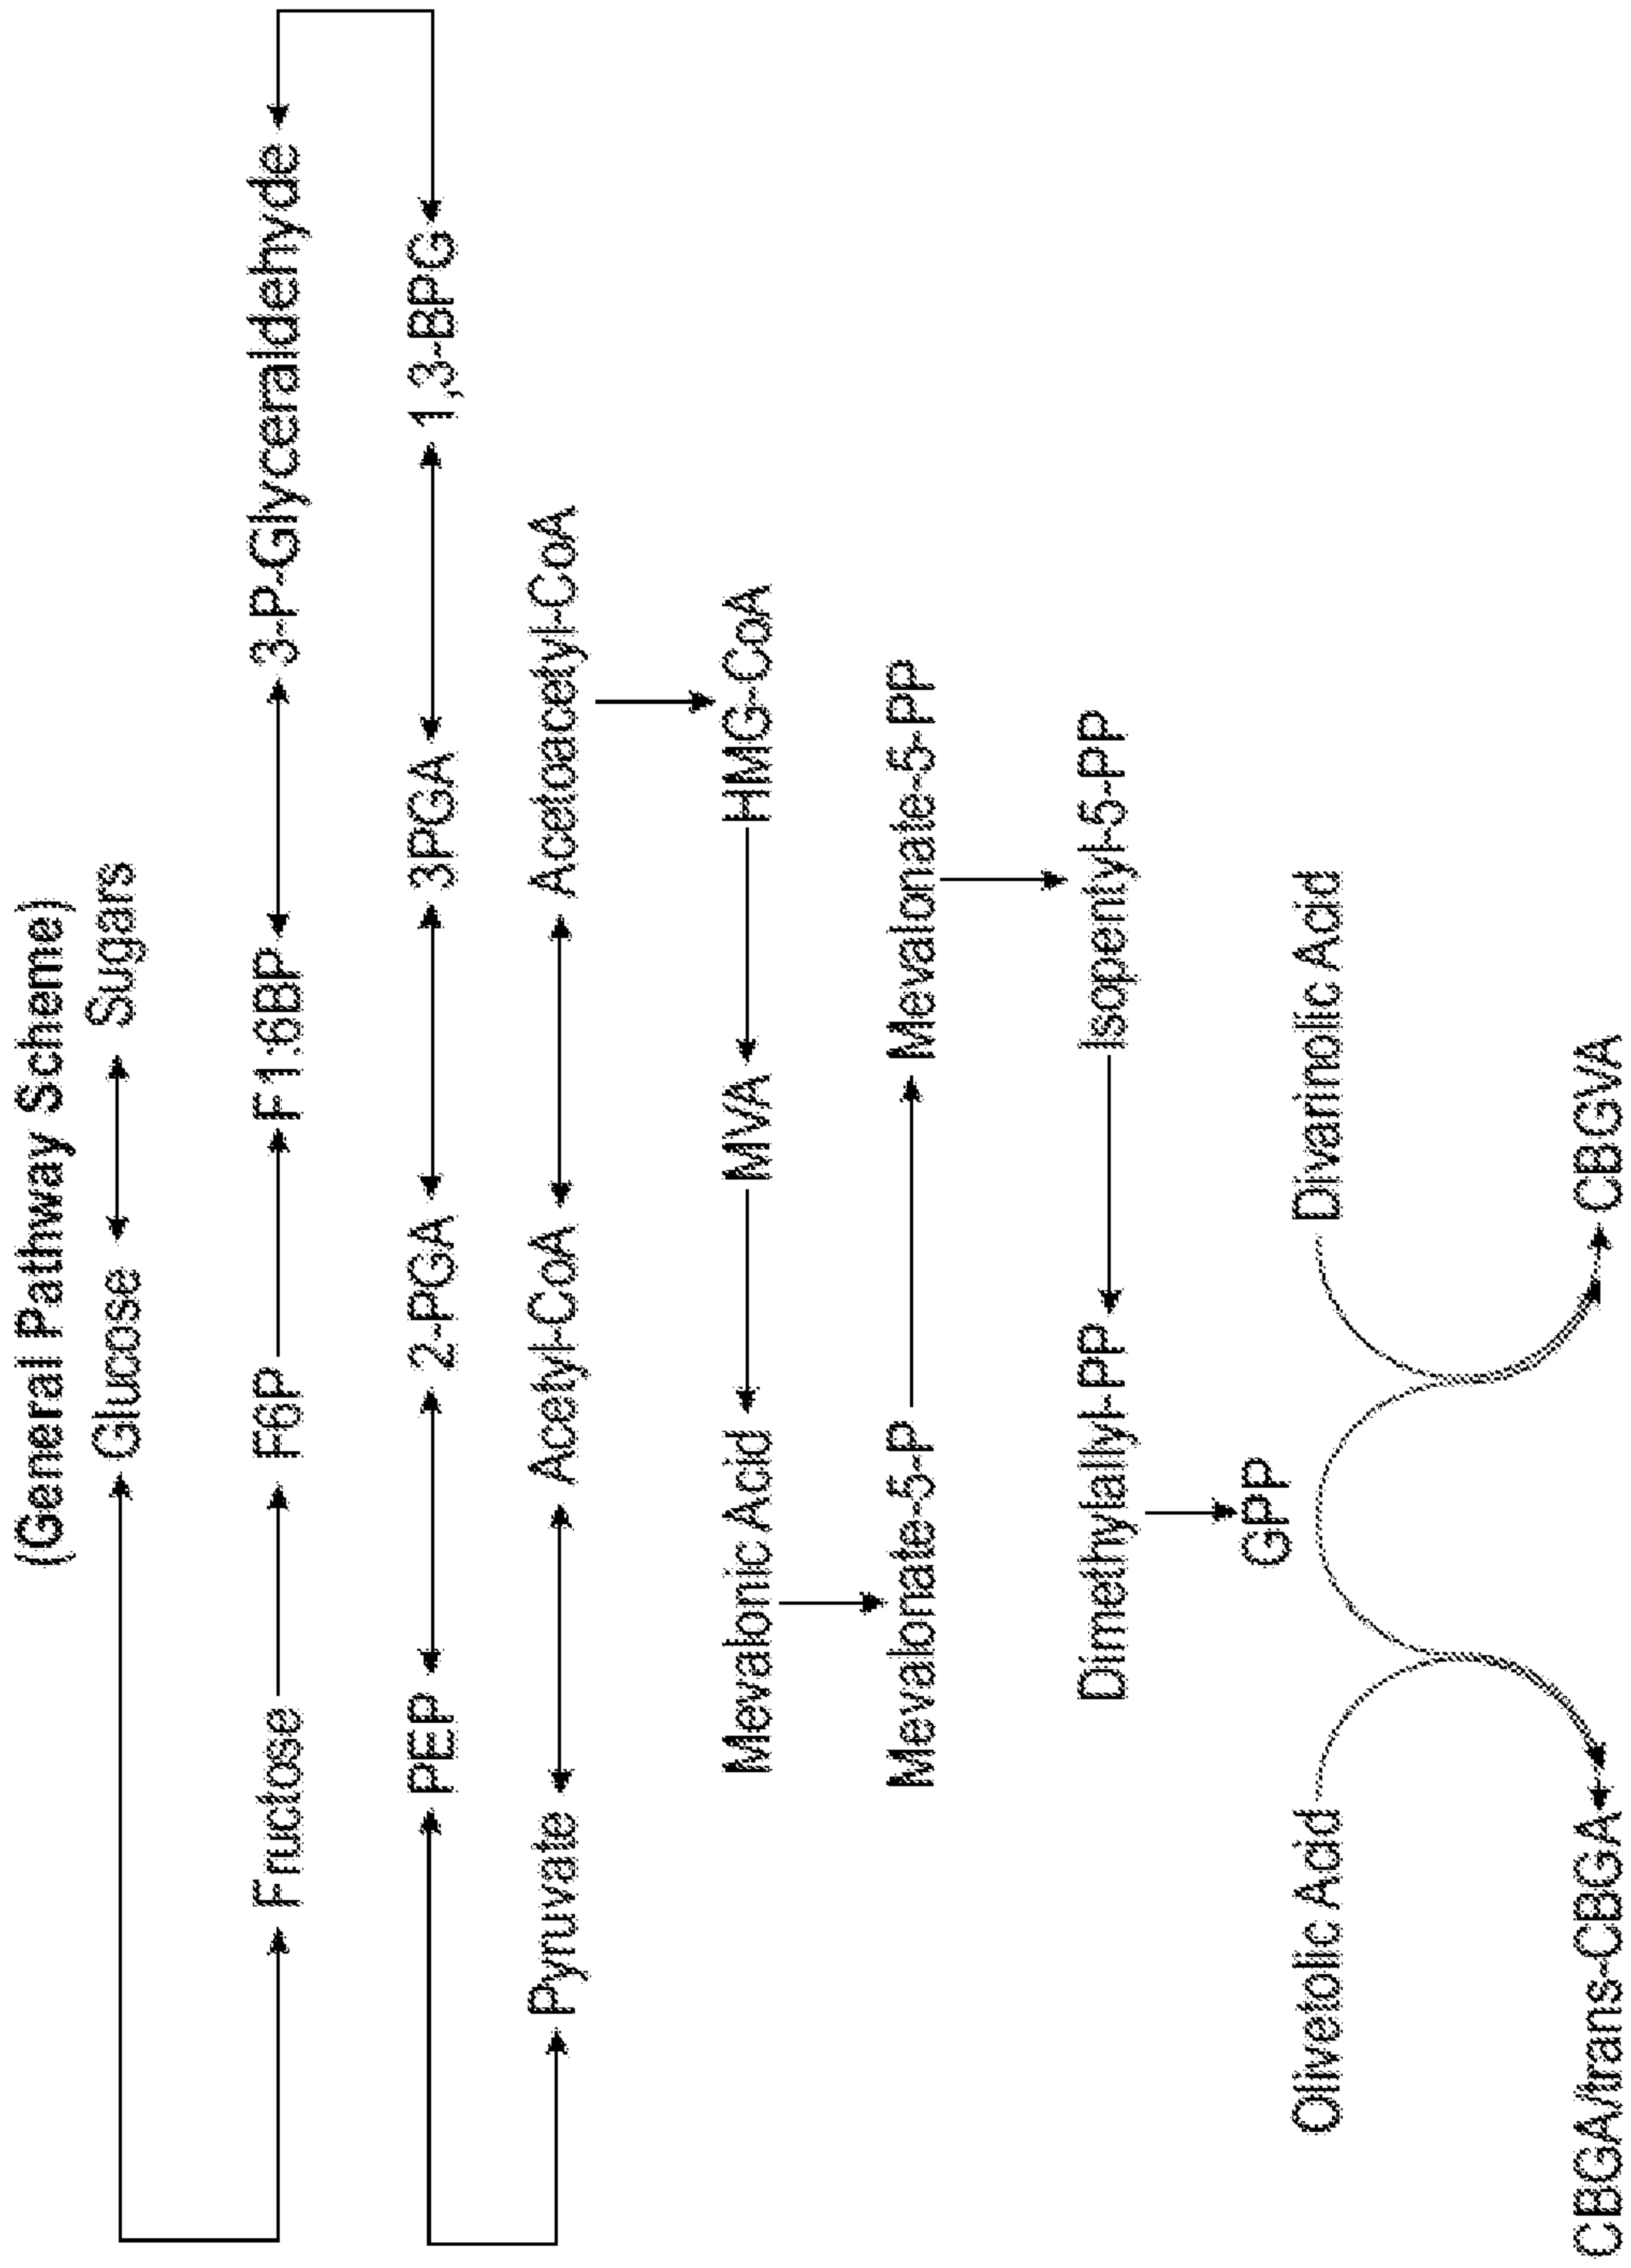 (General Pathway Scheme)
Glucose Sugars
Fructose F6P F1:6BP 3-P-Glyceraldehyde
PEP 2-PGA 3PGA 1,3-BPG
Pyruvate Acetyl-CoA Acetoacetyl-CoA
Mevalonic Acid MVA HMG-CoA
Mevalonate-5-P Mevalonate-5-PP
Dimethylallyl-PP Isopentyl-5-PP
GPP
Olivetolic Acid Divarinolic Acid
CBGA/trans-CBGA CBGVA